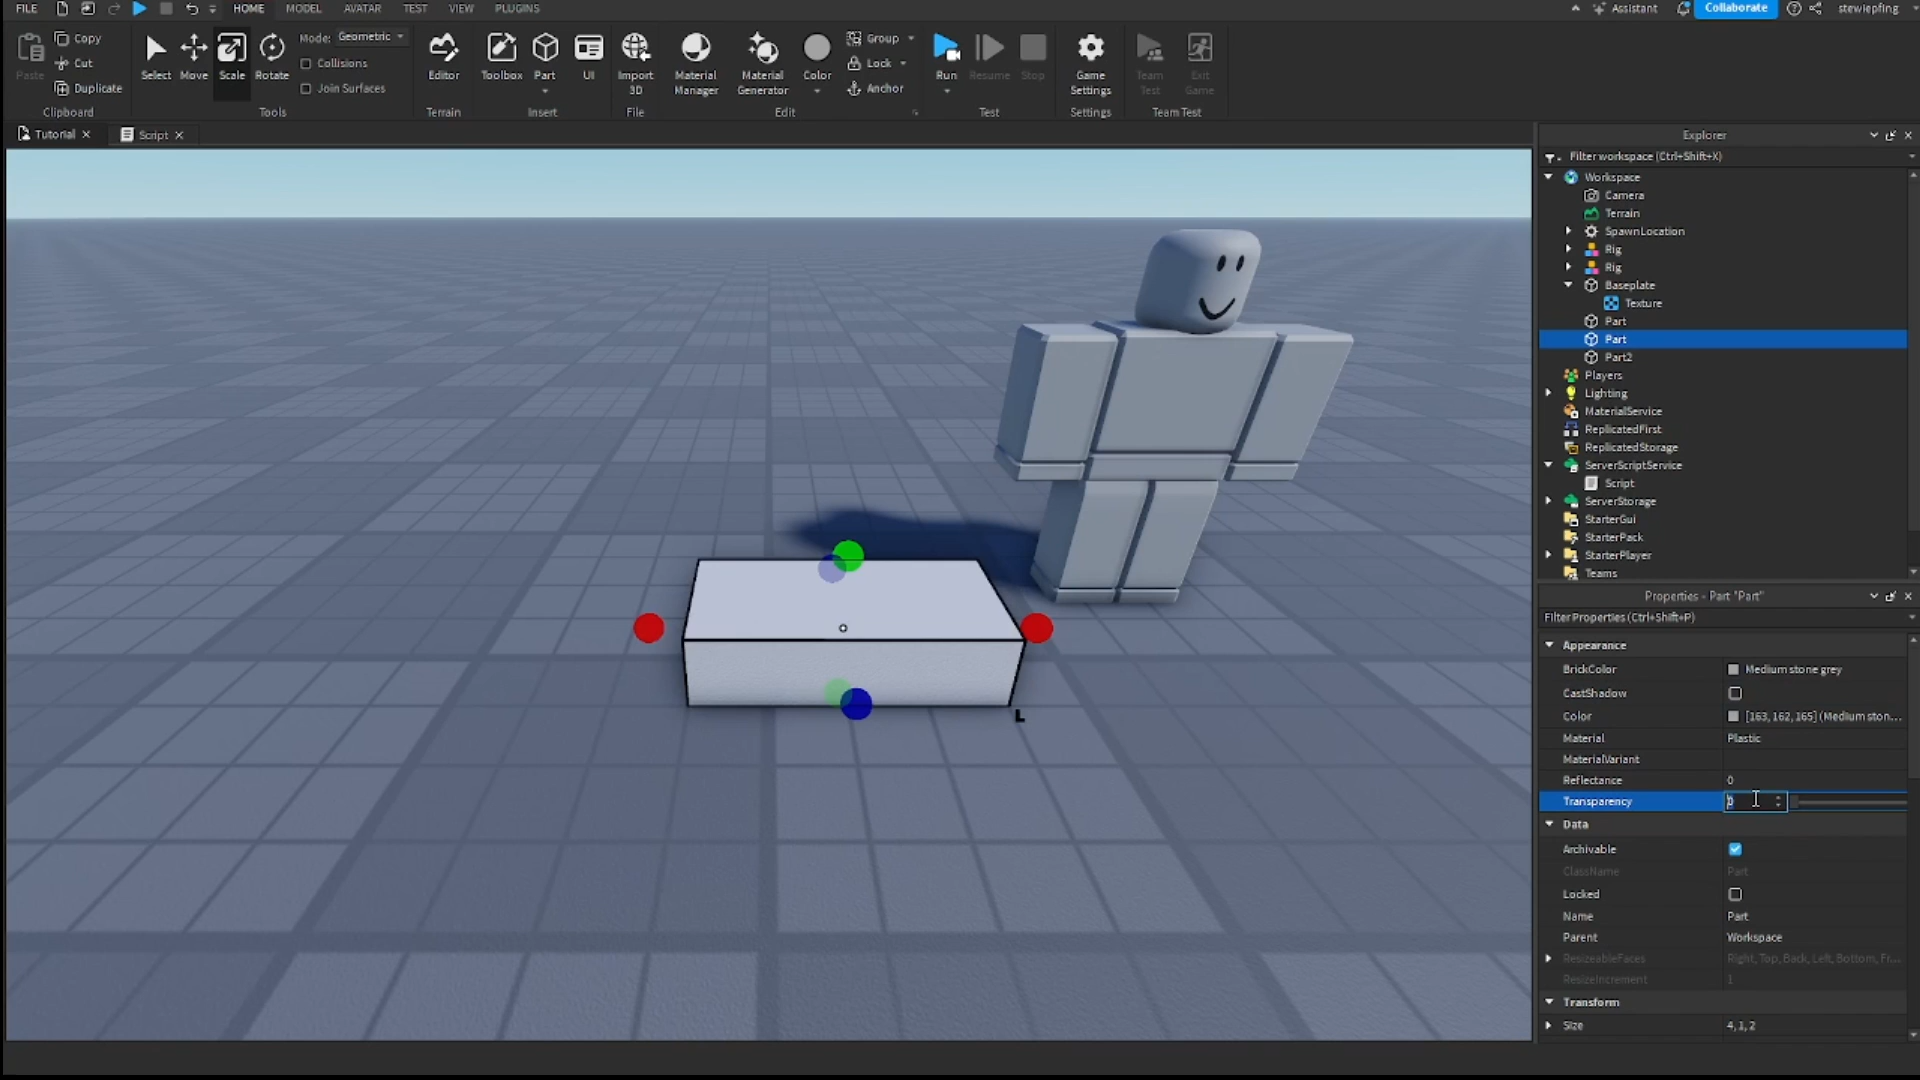 FILE HOME MODEL AVATAR TEST VIEW PLUGINS Assistant Collaborate stewiepfing
Copy
Cut
Duplicate
Paste
Clipboard
Select Move Scale Rotate
Mode: Geometric
Collisions
Join Surfaces
Tools
Editor
Terrain
Toolbox Part UI
Insert
Import 3D
File
Material Manager
Material Generator
Color
Group
Lock
Anchor
Edit
Run Resume Stop
Test
Game Settings
Settings
Team Test
Exit Game
Team Test
Tutorial
Script
Explorer
Filter workspace (Ctrl+Shift+X)
Workspace
Camera
Terrain
SpawnLocation
Rig
Rig
Baseplate
Texture
Part
Part
Part2
Players
Lighting
MaterialService
ReplicatedFirst
ReplicatedStorage
ServerScriptService
Script
ServerStorage
StarterGui
StarterPack
StarterPlayer
Teams
L
Properties - Part "Part"
Filter Properties (Ctrl+Shift+P)
Appearance
BrickColor Medium stone grey
CastShadow
Color [163, 162, 165] (Medium ston...
Material Plastic
MaterialVariant
Reflectance 0
Transparency 0
Data
Archivable
ClassName Part
Locked
Name Part
Parent Workspace
ResizeableFaces Right, Top, Back, Left, Bottom, Fr...
ResizeIncrement 1
Transform
Size 4, 1, 2